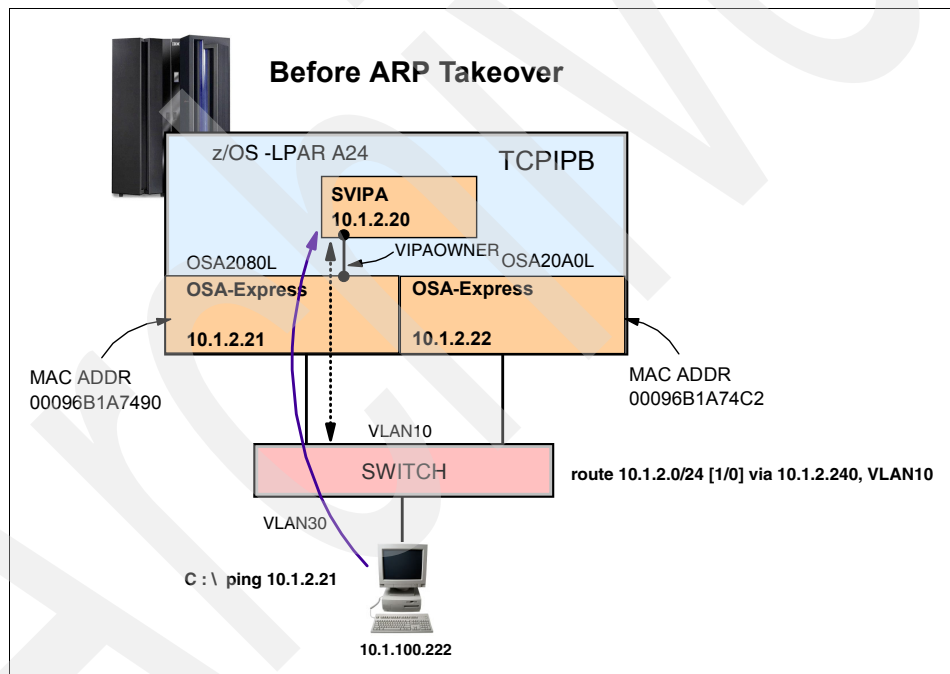 Before ARP Takeover
z/OS -LPAR A24
TCPIPB
SVIPA
10.1.2.20
VIPAOWNER
OSA2080L
OSA20A0L
OSA-Express
10.1.2.21
OSA-Express
10.1.2.22
MAC ADDR
00096B1A7490
MAC ADDR
00096B1A74C2
VLAN10
SWITCH
route 10.1.2.0/24 [1/0] via 10.1.2.240, VLAN10
VLAN30
C : \ ping 10.1.2.21
10.1.100.222